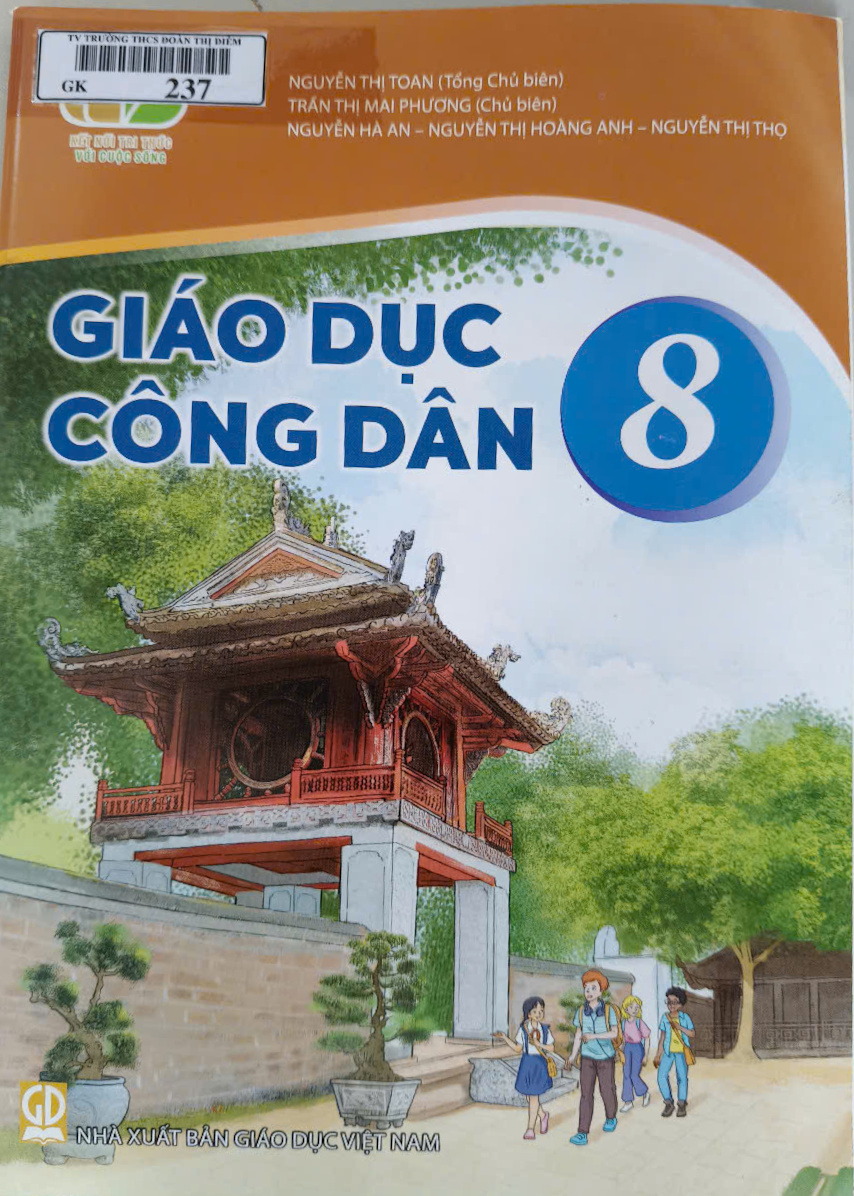 TV TRƯỜNG THCS ĐOÀN THỊ ĐIỂM
GK 237
KẾT NỐI TRI THỨC
VỚI CUỘC SỐNG
NGUYỄN THỊ TOAN (Tổng Chủ biên)
TRẦN THỊ MAI PHƯƠNG (Chủ biên)
NGUYỄN HÀ AN – NGUYỄN THỊ HOÀNG ANH – NGUYỄN THỊ THỌ
GIÁO DỤC
CÔNG DÂN
8
GD
NHÀ XUẤT BẢN GIÁO DỤC VIỆT NAM